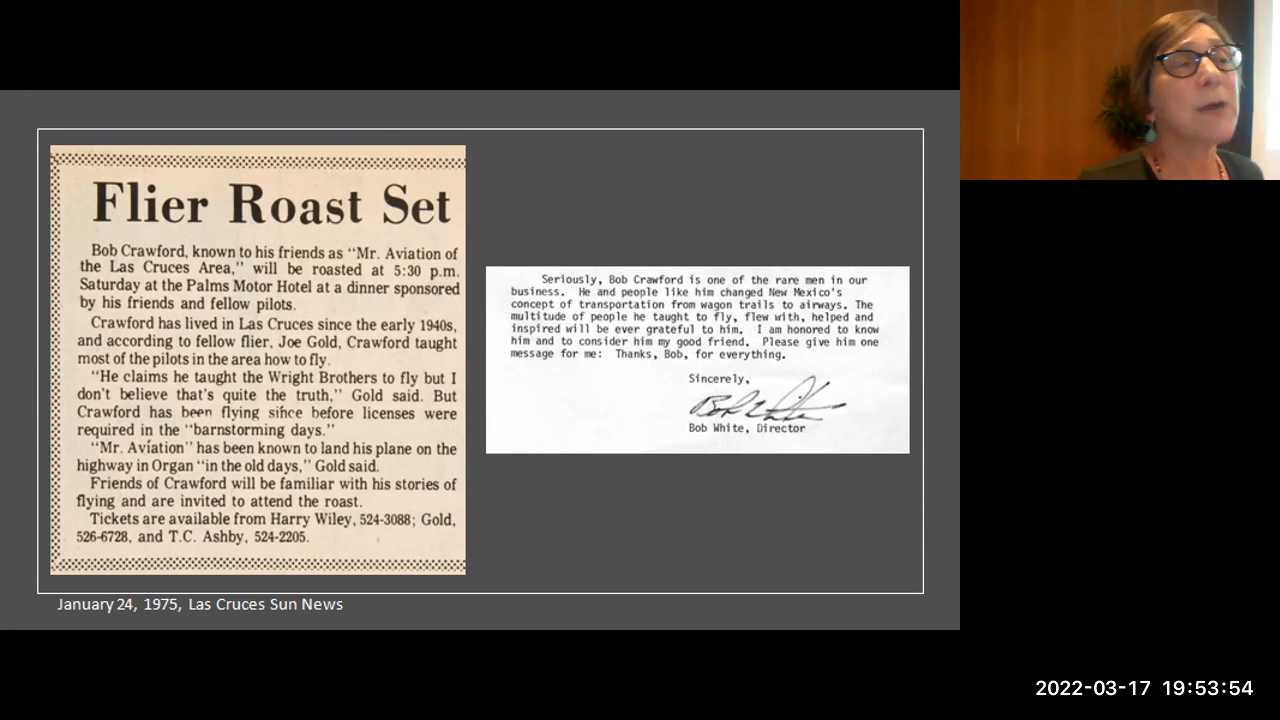 Flier Roast Set
Bob Crawford, known to his friends as "Mr. Aviation of
the Las Cruces Area," will be roasted at 5:30 p.m.
Saturday at the Palms Motor Hotel at a dinner sponsored
by his friends and fellow pilots.
Crawford has lived in Las Cruces since the early 1940s,
and according to fellow flier, Joe Gold, Crawford taught
most of the pilots in the area how to fly.
"He claims he taught the Wright Brothers to fly but I
don't believe that's quite the truth," Gold said. But
Crawford has been flying since before licenses were
required in the "barnstorming days."
"Mr. Aviation" has been known to land his plane on the
highway in Organ "in the old days," Gold said.
Friends of Crawford will be familiar with his stories of
flying and are invited to attend the roast.
Tickets are available from Harry Wiley, 524-3088; Gold,
526-6728, and T.C. Ashby, 524-2205.
January 24, 1975, Las Cruces Sun News
Seriously, Bob Crawford is one of the rare men in our
business. He and people like him changed New Mexico's
concept of transportation from wagon trails to airways. The
multitude of people he taught to fly, flew with, helped and
inspired will be ever grateful to him. I am honored to know
him and to consider him my good friend. Please give him one
message for me: Thanks, Bob, for everything.
Sincerely,
Bob White
Bob White, Director
2022-03-17 19:53:54